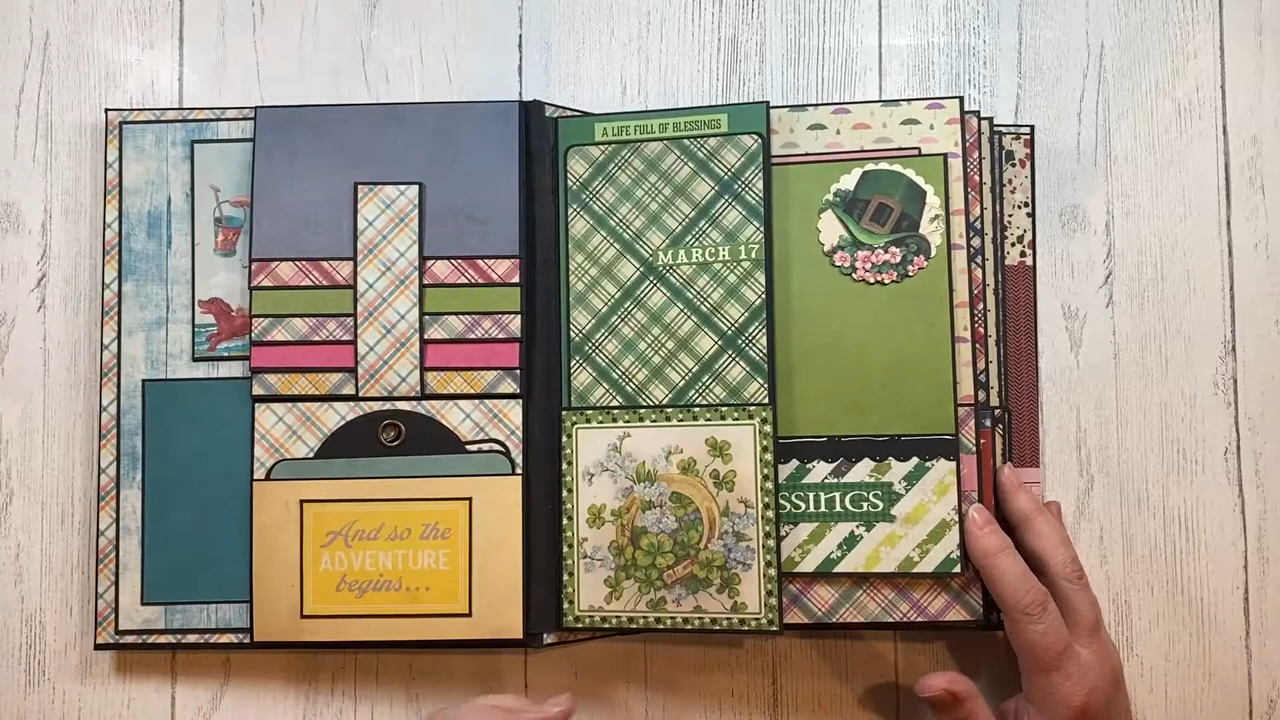 And so the
ADVENTURE
begins...
A LIFE FULL OF BLESSINGS
MARCH 17
SSINGS